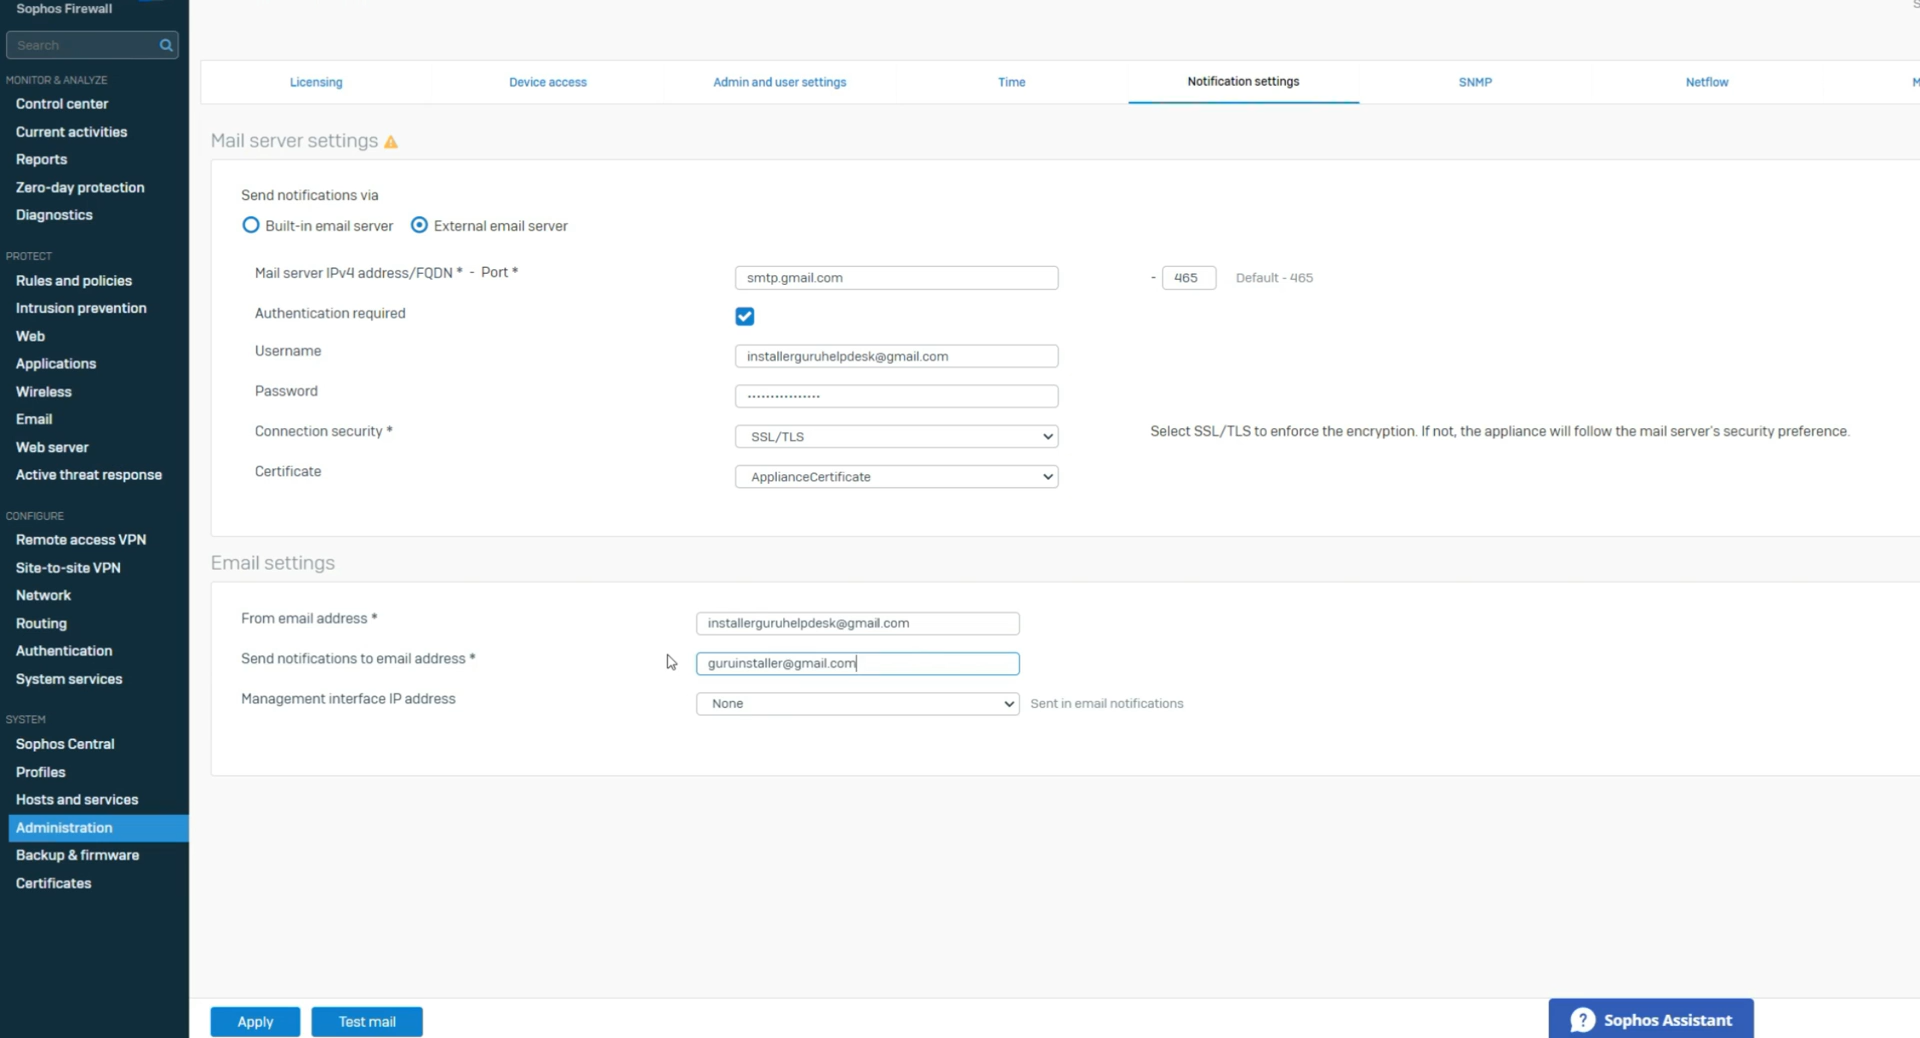 Sophos Firewall
Search
MONITOR & ANALYZE
Control center
Current activities
Reports
Zero-day protection
Diagnostics
PROTECT
Rules and policies
Intrusion prevention
Web
Applications
Wireless
Email
Web server
Active threat response
CONFIGURE
Remote access VPN
Site-to-site VPN
Network
Routing
Authentication
System services
SYSTEM
Sophos Central
Profiles
Hosts and services
Administration
Backup & firmware
Certificates
Licensing Device access Admin and user settings Time Notification settings SNMP Netflow
Mail server settings
Send notifications via
Built-in email server External email server
Mail server IPv4 address/FQDN * - Port * smtp.gmail.com - 465 Default - 465
Authentication required
Username installerguruhelpdesk@gmail.com
Password ················
Connection security * SSL/TLS Select SSL/TLS to enforce the encryption. If not, the appliance will follow the mail server's security preference.
Certificate ApplianceCertificate
Email settings
From email address * installerguruhelpdesk@gmail.com
Send notifications to email address * guruinstaller@gmail.com
Management interface IP address None Sent in email notifications
Apply Test mail
? Sophos Assistant